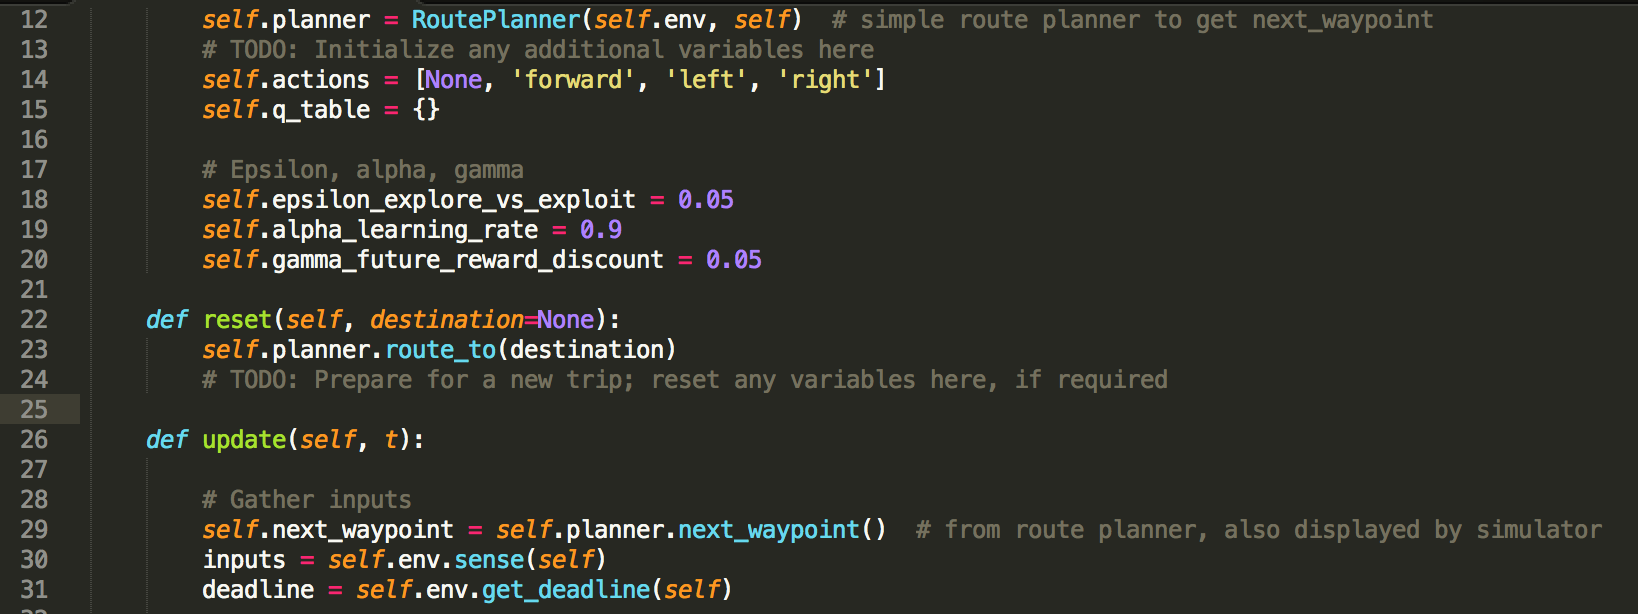 12 self.planner = RoutePlanner(self.env, self)  # simple route planner to get next_waypoint
13 # TODO: Initialize any additional variables here
14 self.actions = [None, 'forward', 'left', 'right']
15 self.q_table = {}
16
17 # Epsilon, alpha, gamma
18 self.epsilon_explore_vs_exploit = 0.05
19 self.alpha_learning_rate = 0.9
20 self.gamma_future_reward_discount = 0.05
21
22 def reset(self, destination=None):
23 self.planner.route_to(destination)
24 # TODO: Prepare for a new trip; reset any variables here, if required
25
26 def update(self, t):
27
28 # Gather inputs
29 self.next_waypoint = self.planner.next_waypoint()  # from route planner, also displayed by simulator
30 inputs = self.env.sense(self)
31 deadline = self.env.get_deadline(self)